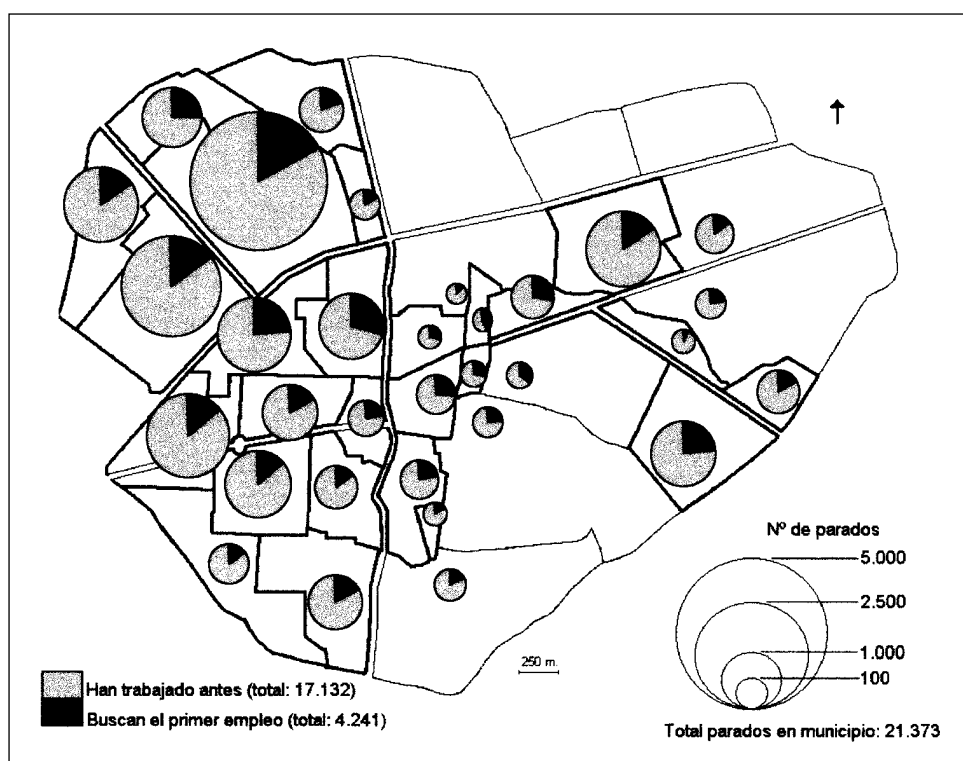 Nº de parados
5.000
2.500
1.000
100
250 m.
Han trabajado antes (total: 17.132)
Buscan el primer empleo (total: 4.241)
Total parados en municipio: 21.373